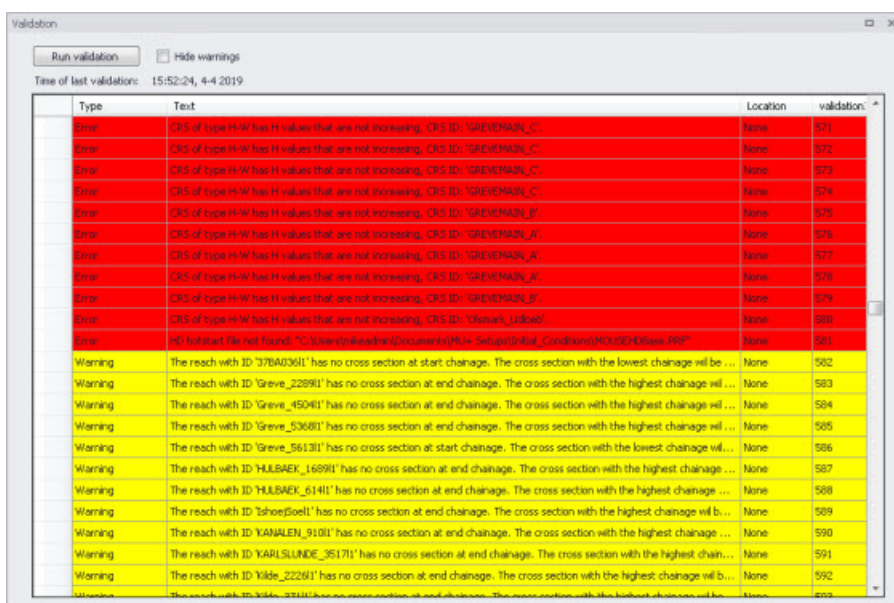 Validation
Run validation Hide warnings
Time of last validation: 15:52:24, 4-4 2019
Type Text Location validation
Error CRS of type H-W has H values that are not increasing, CRS ID: 'GREVEMAIN_C'. None 571
Error CRS of type H-W has H values that are not increasing, CRS ID: 'GREVEMAIN_C'. None 572
Error CRS of type H-W has H values that are not increasing, CRS ID: 'GREVEMAIN_C'. None 573
Error CRS of type H-W has H values that are not increasing, CRS ID: 'GREVEMAIN_C'. None 574
Error CRS of type H-W has H values that are not increasing, CRS ID: 'GREVEMAIN_B'. None 575
Error CRS of type H-W has H values that are not increasing, CRS ID: 'GREVEMAIN_A'. None 576
Error CRS of type H-W has H values that are not increasing, CRS ID: 'GREVEMAIN_A'. None 577
Error CRS of type H-W has H values that are not increasing, CRS ID: 'GREVEMAIN_A'. None 578
Error CRS of type H-W has H values that are not increasing, CRS ID: 'GREVEMAIN_B'. None 579
Error CRS of type H-W has H values that are not increasing, CRS ID: 'Olsmark_Udloeb'. None 580
Error HD hotstart file not found: "C:\Users\mikeadmin\Documents\MU+ Setups\Initial_Conditions\MOUSEHDBase.PRF" None 581
Warning The reach with ID '37BA036l1' has no cross section at start chainage. The cross section with the lowest chainage will be ... None 582
Warning The reach with ID 'Greve_2289l1' has no cross section at end chainage. The cross section with the highest chainage wil ... None 583
Warning The reach with ID 'Greve_4504l1' has no cross section at end chainage. The cross section with the highest chainage wil ... None 584
Warning The reach with ID 'Greve_5368l1' has no cross section at end chainage. The cross section with the highest chainage wil ... None 585
Warning The reach with ID 'Greve_5613l1' has no cross section at start chainage. The cross section with the lowest chainage wil... None 586
Warning The reach with ID 'HULBAEK_1689l1' has no cross section at end chainage. The cross section with the highest chainage ... None 587
Warning The reach with ID 'HULBAEK_614l1' has no cross section at end chainage. The cross section with the highest chainage ... None 588
Warning The reach with ID 'IshoejSoel1' has no cross section at end chainage. The cross section with the highest chainage wil b... None 589
Warning The reach with ID 'KANALEN_910l1' has no cross section at end chainage. The cross section with the highest chainage ... None 590
Warning The reach with ID 'KARLSLUNDE_3517l1' has no cross section at end chainage. The cross section with the highest chain... None 591
Warning The reach with ID 'Kilde_2226l1' has no cross section at end chainage. The cross section with the highest chainage wil b... None 592